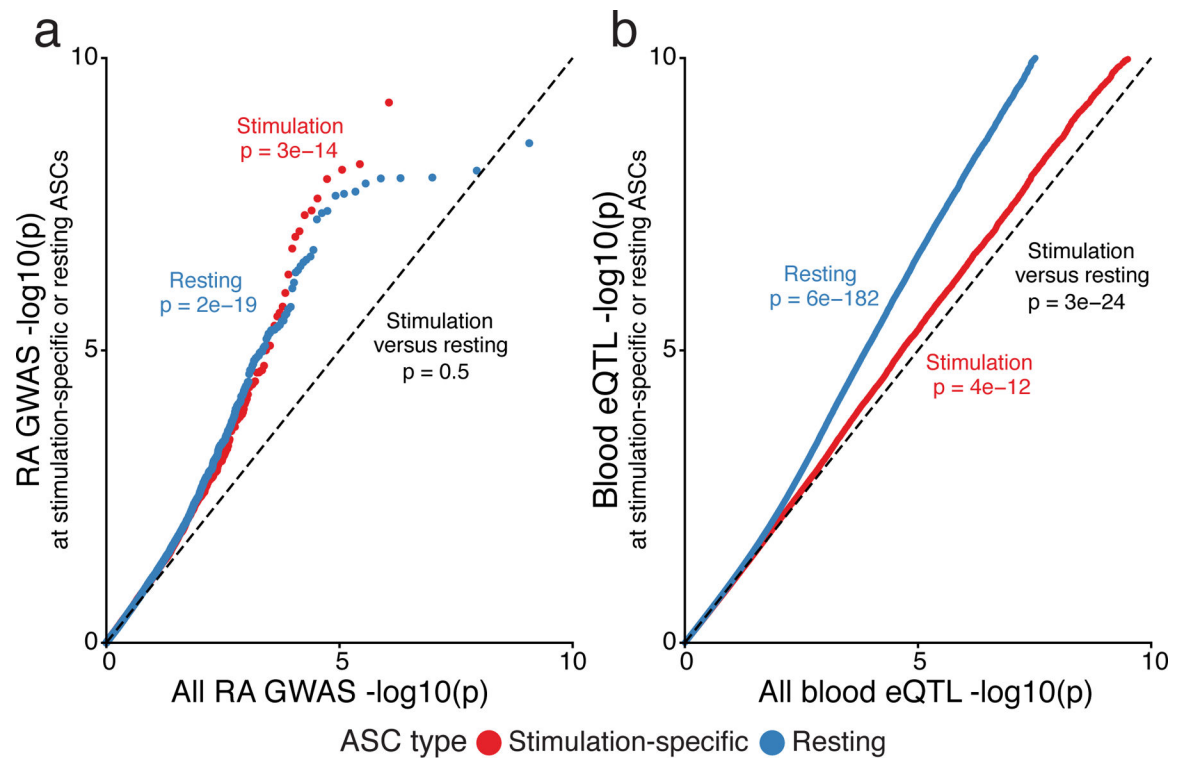 a
RA GWAS -log10(p)
at stimulation-specific or resting ASCs
10
5
0
Stimulation
p = 3e−14
Resting
p = 2e−19
Stimulation
versus resting
p = 0.5
0
5
10
All RA GWAS -log10(p)
b
Blood eQTL -log10(p)
at stimulation-specific or resting ASCs
10
5
0
Resting
p = 6e−182
Stimulation
versus resting
p = 3e−24
Stimulation
p = 4e−12
0
5
10
All blood eQTL -log10(p)
ASC type Stimulation-specific Resting